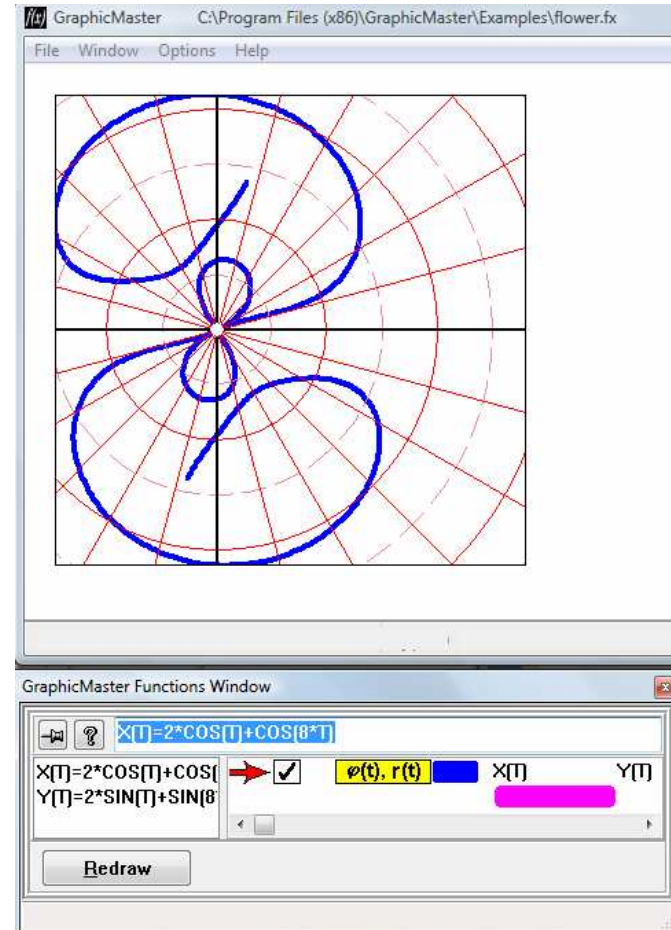 f(x) GraphicMaster C:\Program Files (x86)\GraphicMaster\Examples\flower.fx
File Window Options Help
GraphicMaster Functions Window
? X(T)=2*COS(T)+COS(8*T)
X(T)=2*COS(T)+COS(
Y(T)=2*SIN(T)+SIN(8*
φ(t), r(t) X(T) Y(T)
Redraw